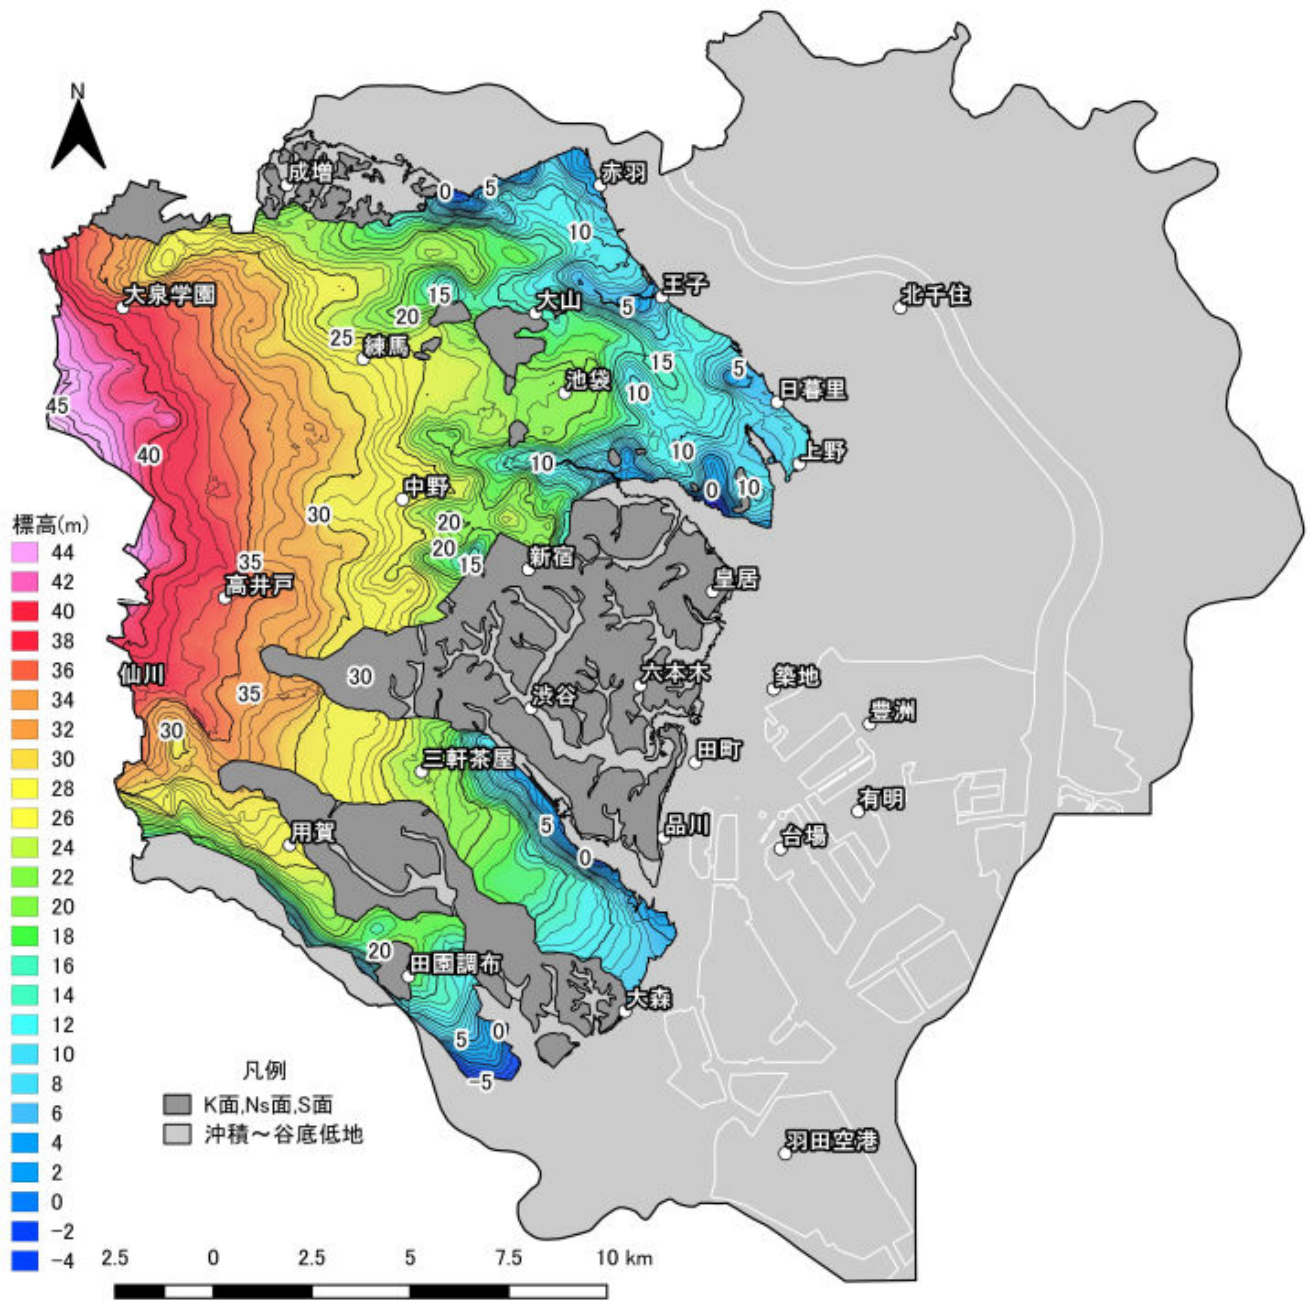 N
成増
赤羽
0
5
10
大泉学園
15
大山
王子
北千住
20
5
25
練馬
15
5
池袋
10
日暮里
45
40
10
10
上野
中野
0
10
30
20
標高(m)
20
15
新宿
35
高井戸
皇居
44
42
40
38
36
34
32
30
28
26
24
22
20
18
16
14
12
10
8
6
4
2
0
-2
-4
仙川
30
六本木
築地
35
渋谷
豊洲
30
田町
三軒茶屋
有明
用賀
5
品川
台場
0
20
田園調布
大森
5
0
-5
凡例
K面,Ns面,S面
沖積～谷底低地
羽田空港
2.5 0 2.5 5 7.5 10 km